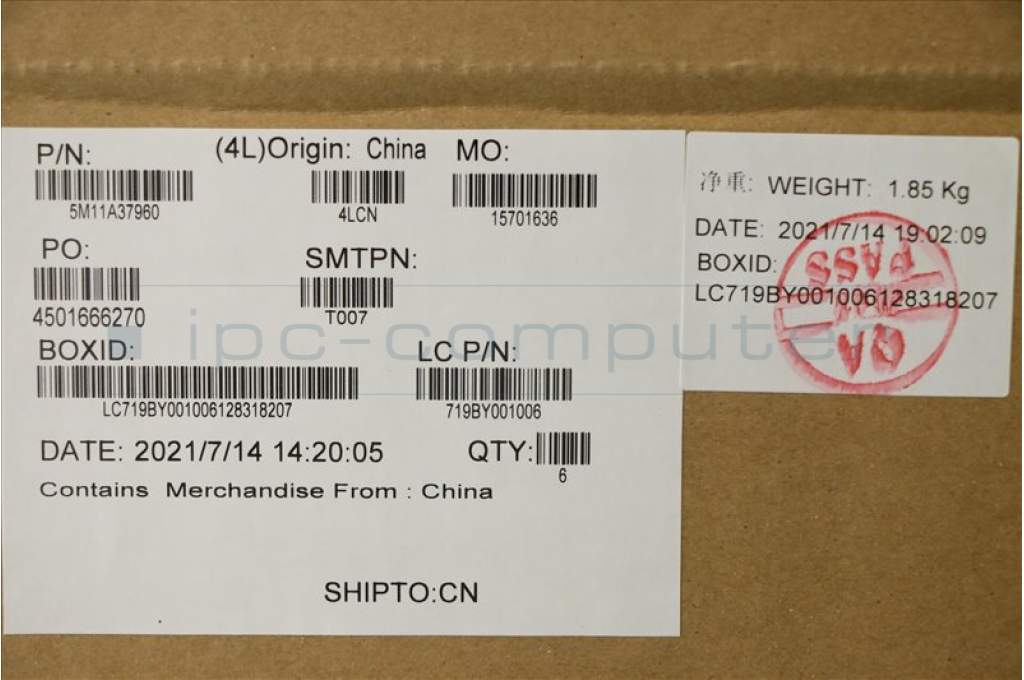 P/N:
5M11A37960
(4L)Origin: China
4LCN
MO:
15701636
PO:
4501666270
SMTPN:
T007
BOXID:
LC719BY001006128318207
LC P/N:
719BY001006
DATE: 2021/7/14 14:20:05
QTY:
6
Contains Merchandise From : China
SHIPTO:CN
净重: WEIGHT: 1.85 Kg
DATE: 2021/7/14 19:02:09
BOXID:
LC719BY001006128318207
QA
PASS
ipc-computer